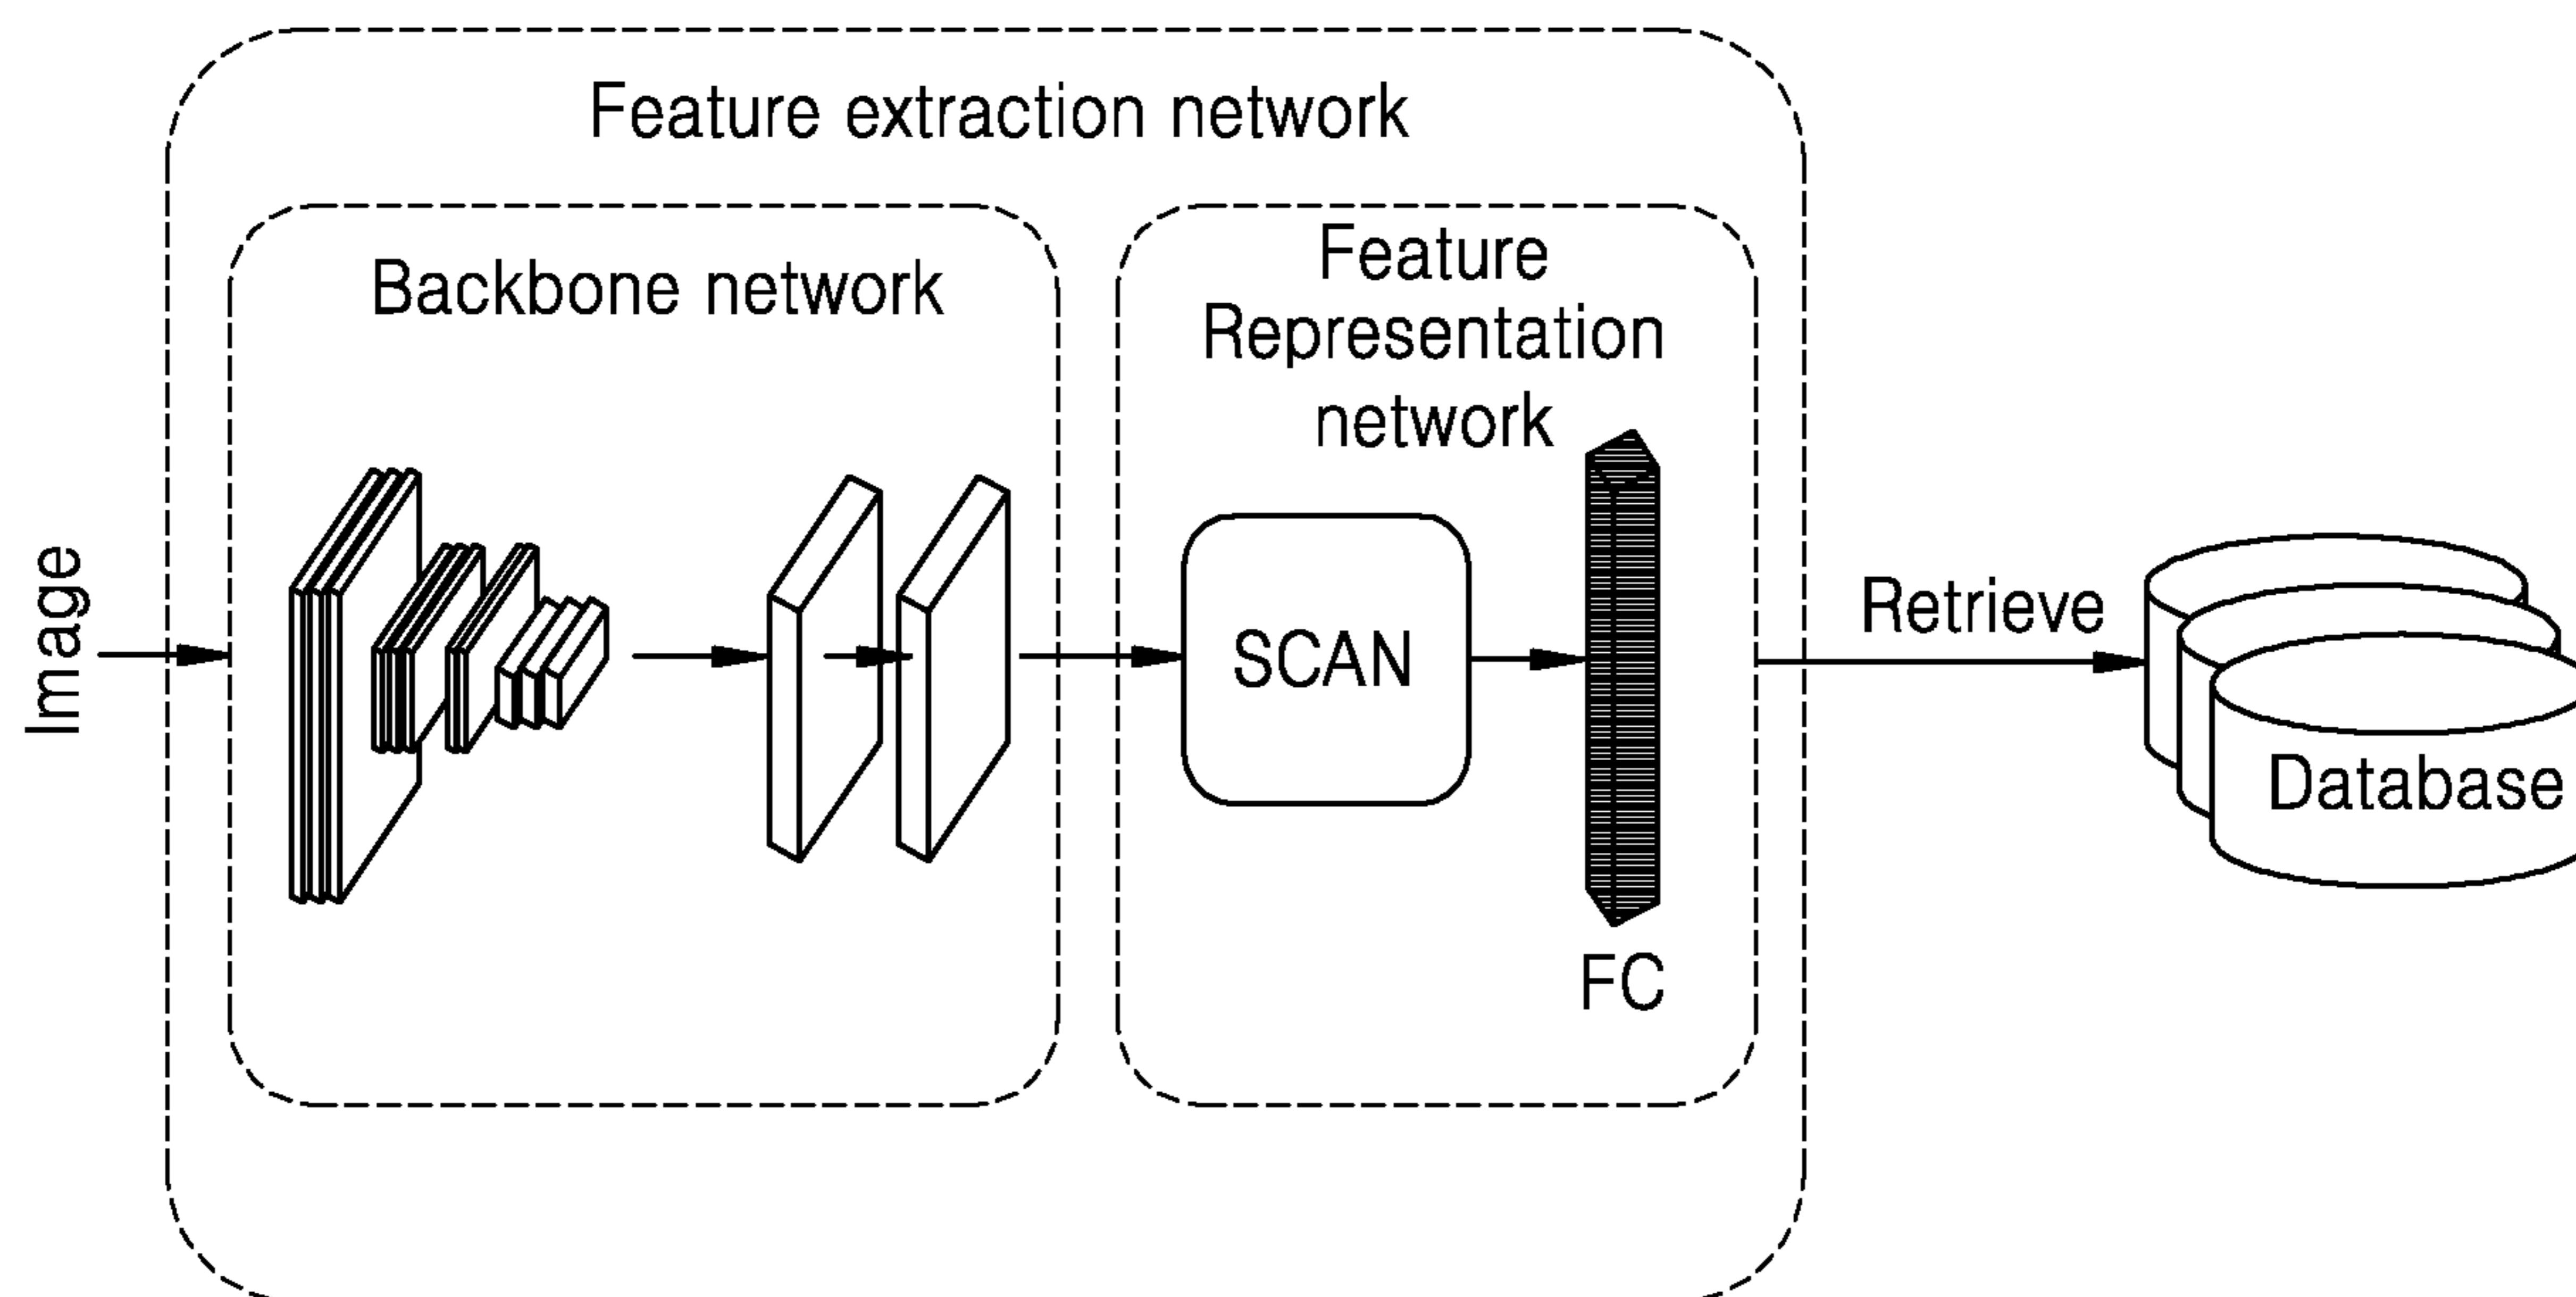 Feature extraction network
Backbone network
Feature
Representation
network
Image
SCAN
FC
Retrieve
Database